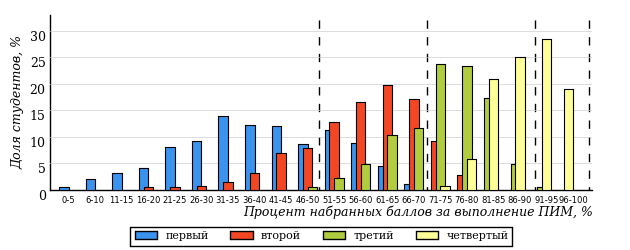 Доля студентов, %
30
25
20
15
10
5
0
0-5 6-10 11-15 16-20 21-25 26-30 31-35 36-40 41-45 46-50 51-55 56-60 61-65 66-70 71-75 76-80 81-85 86-90 91-95 96-100
Процент набранных баллов за выполнение ПИМ, %
первый второй третий четвертый